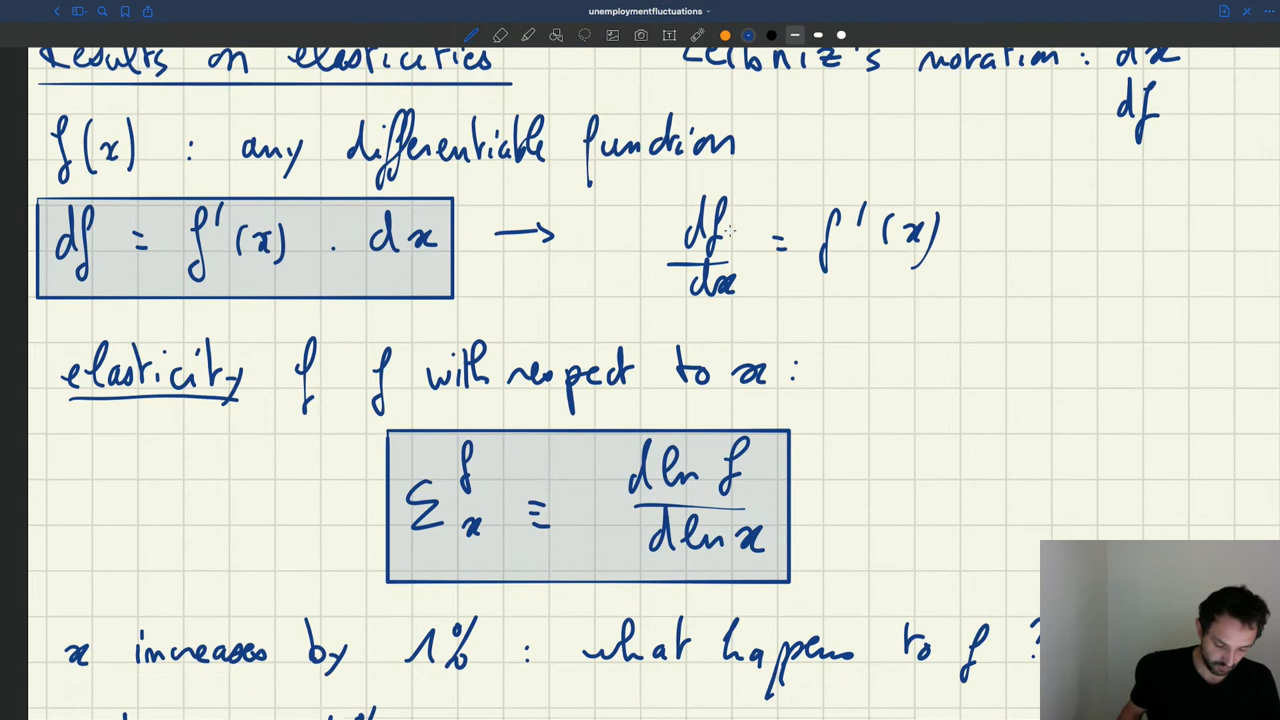 unemploymentfluctuations
Results on elasticities
Leibniz's notation : dx
df
f(x) : any differentiable function
df = f'(x) . dx → df/dx = f'(x)
elasticity of f with respect to x :
Σ^f_x ≡ dln f / dln x
x increases by 1% : what happens to f ?